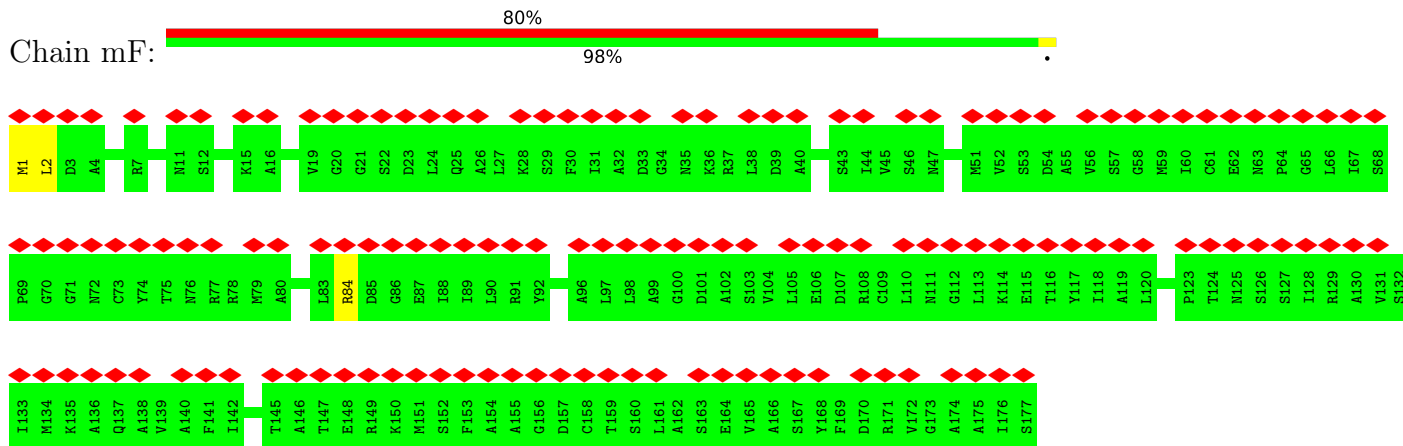 80%
Chain mF:
98%
.
M1 L2 D3 A4 R7 N11 S12 K15 A16 V19 G20 G21 S22 D23 L24 Q25 A26 L27 K28 S29 F30 I31 A32 D33 G34 N35 K36 R37 L38 D39 A40 S43 I44 V45 S46 N47 M51 V52 S53 D54 A55 V56 S57 G58 M59 I60 C61 E62 N63 P64 G65 L66 I67 S68
P69 G70 G71 N72 C73 Y74 T75 N76 R77 R78 M79 A80 L83 R84 D85 G86 E87 I88 I89 L90 R91 Y92 A96 L97 L98 A99 G100 D101 A102 S103 V104 L105 E106 D107 R108 C109 L110 N111 G112 L113 K114 E115 T116 Y117 I118 A119 L120 P123 T124 N125 S126 S127 I128 R129 A130 V131 S132
I133 M134 K135 A136 Q137 A138 V139 A140 F141 I142 T145 A146 T147 E148 R149 K150 M151 S152 F153 A154 A155 G156 D157 C158 T159 S160 L161 A162 S163 E164 V165 A166 S167 Y168 F169 D170 R171 V172 G173 A174 A175 I176 S177